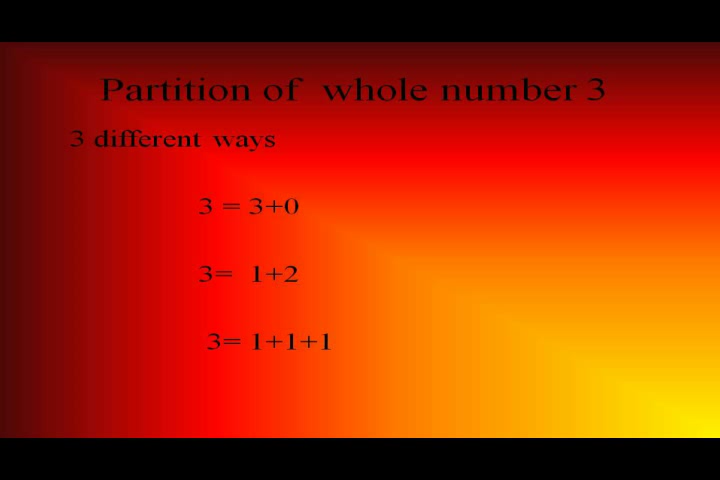 Partition of whole number 3
3 different ways
3 = 3+0
3= 1+2
3= 1+1+1